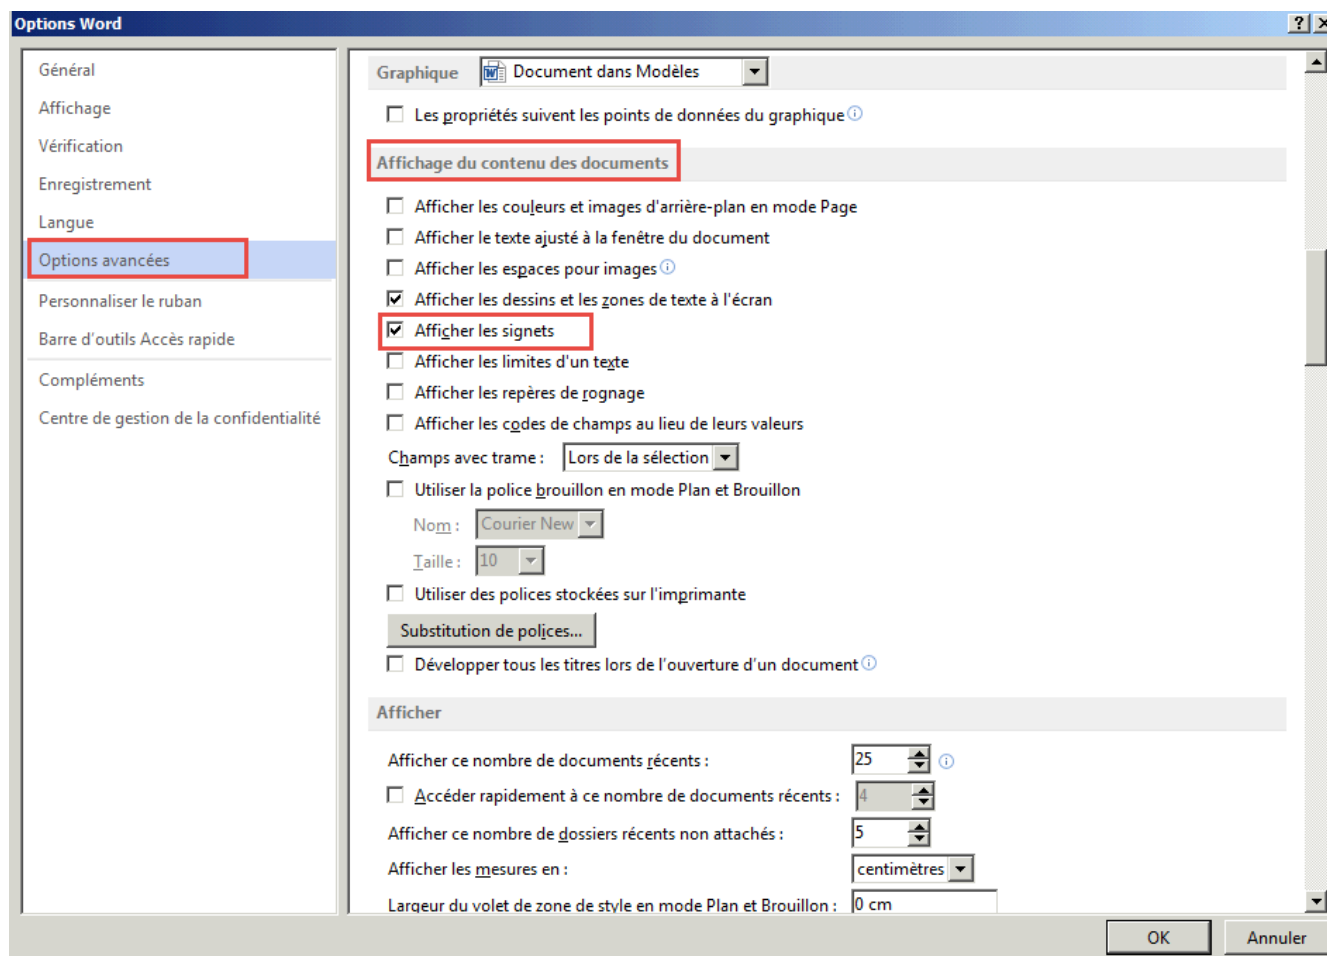 Options Word
Général
Affichage
Vérification
Enregistrement
Langue
Options avancées
Personnaliser le ruban
Barre d'outils Accès rapide
Compléments
Centre de gestion de la confidentialité
Graphique Document dans Modèles
Les propriétés suivent les points de données du graphique
Affichage du contenu des documents
Afficher les couleurs et images d'arrière-plan en mode Page
Afficher le texte ajusté à la fenêtre du document
Afficher les espaces pour images
Afficher les dessins et les zones de texte à l'écran
Afficher les signets
Afficher les limites d'un texte
Afficher les repères de rognage
Afficher les codes de champs au lieu de leurs valeurs
Champs avec trame : Lors de la sélection
Utiliser la police brouillon en mode Plan et Brouillon
Nom : Courier New
Taille : 10
Utiliser des polices stockées sur l'imprimante
Substitution de polices...
Développer tous les titres lors de l'ouverture d'un document
Afficher
Afficher ce nombre de documents récents : 25
Accéder rapidement à ce nombre de documents récents : 4
Afficher ce nombre de dossiers récents non attachés : 5
Afficher les mesures en : centimètres
Largeur du volet de zone de style en mode Plan et Brouillon : 0 cm
OK Annuler